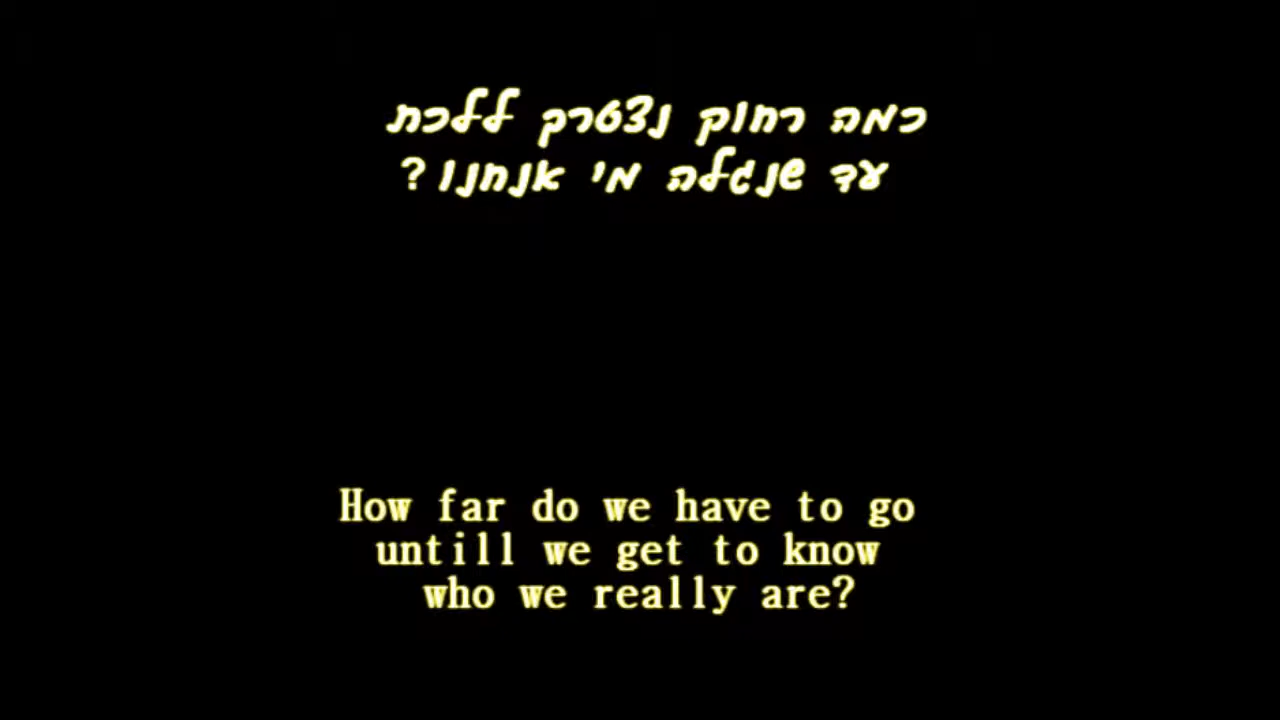 כמה רחוק נצטרך ללכת
עד שנגלה מי אנחנו?
How far do we have to go
untill we get to know
who we really are?